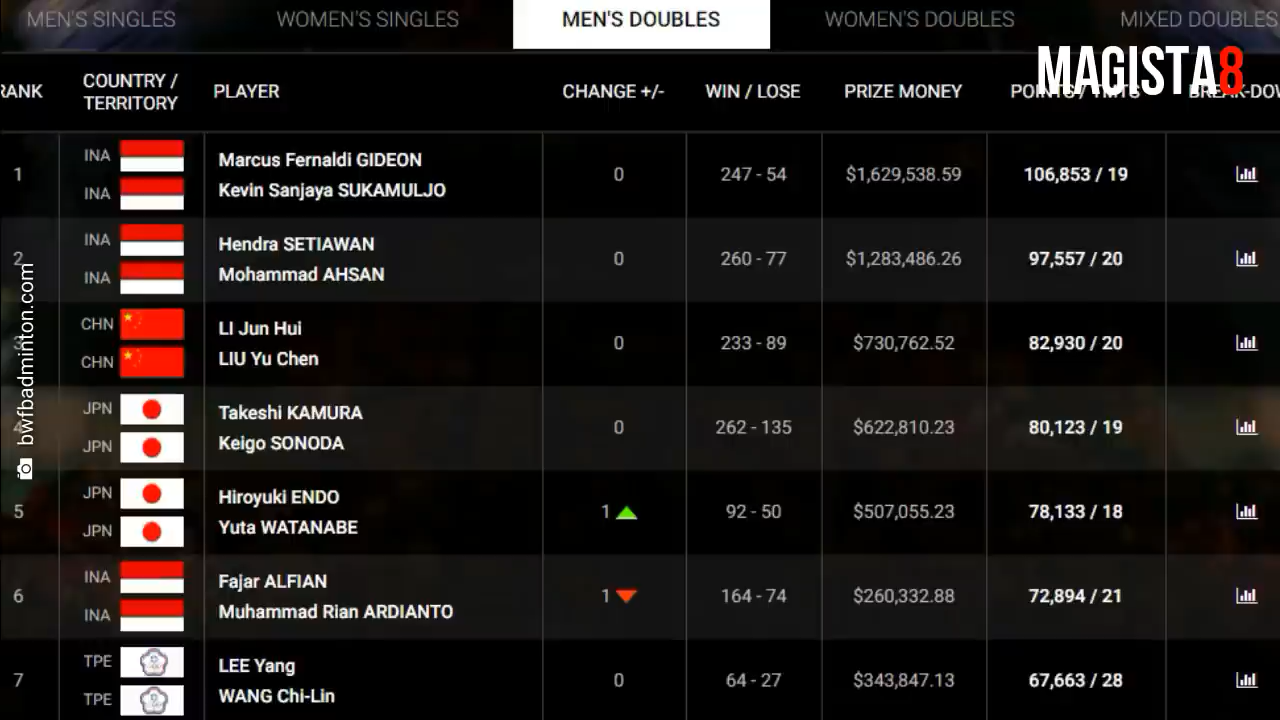 MEN'S SINGLES WOMEN'S SINGLES MEN'S DOUBLES WOMEN'S DOUBLES MIXED DOUBLES
MAGISTA8
RANK COUNTRY / TERRITORY PLAYER CHANGE +/- WIN / LOSE PRIZE MONEY POINTS / TMTS BREAK-DOW
1 INA Marcus Fernaldi GIDEON 0 247 - 54 $1,629,538.59 106,853 / 19
INA Kevin Sanjaya SUKAMULJO
2 INA Hendra SETIAWAN 0 260 - 77 $1,283,486.26 97,557 / 20
INA Mohammad AHSAN
3 CHN LI Jun Hui 0 233 - 89 $730,762.52 82,930 / 20
CHN LIU Yu Chen
4 JPN Takeshi KAMURA 0 262 - 135 $622,810.23 80,123 / 19
JPN Keigo SONODA
5 JPN Hiroyuki ENDO 1 92 - 50 $507,055.23 78,133 / 18
JPN Yuta WATANABE
6 INA Fajar ALFIAN 1 164 - 74 $260,332.88 72,894 / 21
INA Muhammad Rian ARDIANTO
7 TPE LEE Yang 0 64 - 27 $343,847.13 67,663 / 28
TPE WANG Chi-Lin
bwfbadminton.com